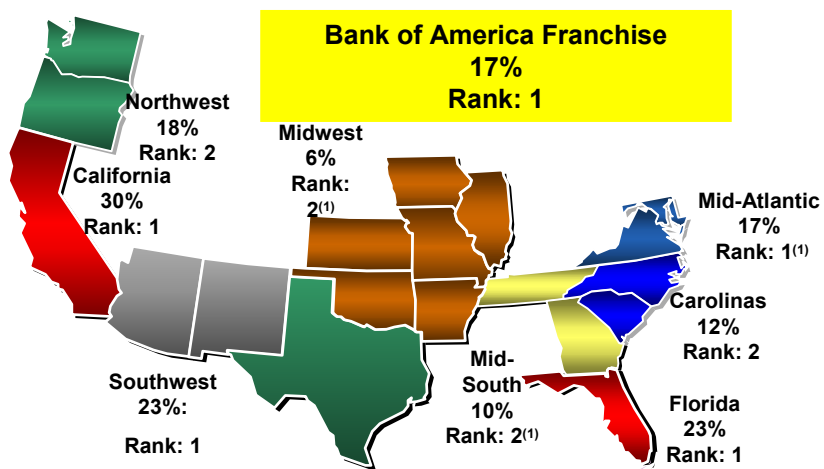 Bank of America Franchise
17%
Rank: 1
Northwest
18%
Rank: 2
California
30%
Rank: 1
Midwest
6%
Rank:
2(1)
Mid-Atlantic
17%
Rank: 1(1)
Carolinas
12%
Rank: 2
Southwest
23%:
Rank: 1
Mid-
South
10%
Rank: 2(1)
Florida
23%
Rank: 1